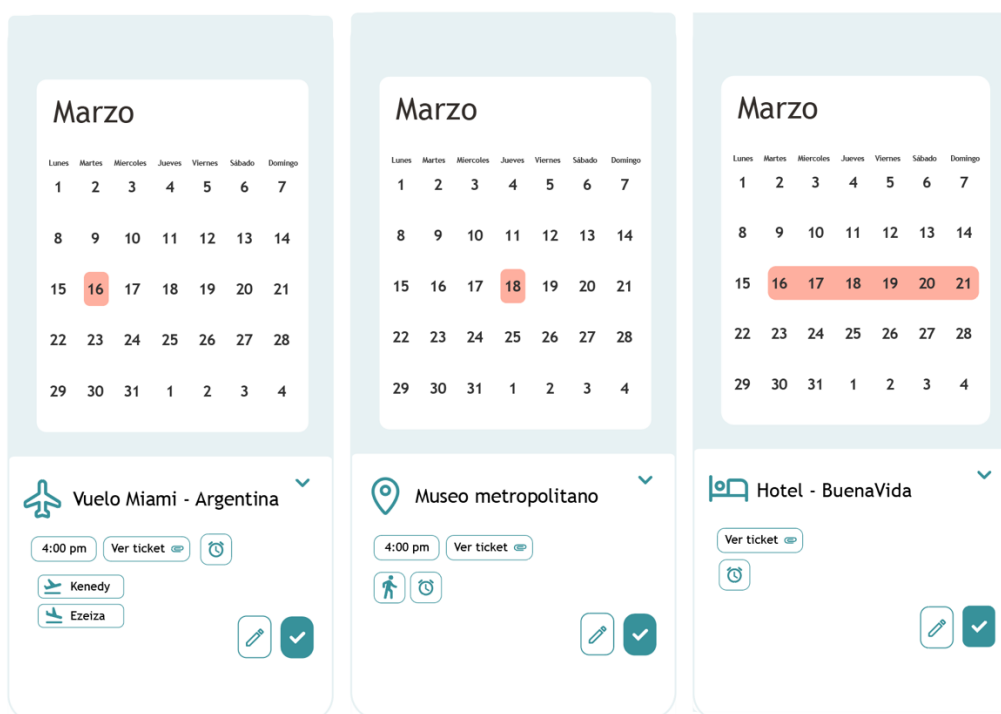 Marzo
Lunes Martes Miercoles Jueves Viernes Sábado Domingo
1 2 3 4 5 6 7
8 9 10 11 12 13 14
15 16 17 18 19 20 21
22 23 24 25 26 27 28
29 30 31 1 2 3 4
Vuelo Miami - Argentina
4:00 pm Ver ticket
Kenedy
Ezeiza
Marzo
Lunes Martes Miercoles Jueves Viernes Sábado Domingo
1 2 3 4 5 6 7
8 9 10 11 12 13 14
15 16 17 18 19 20 21
22 23 24 25 26 27 28
29 30 31 1 2 3 4
Museo metropolitano
4:00 pm Ver ticket
Marzo
Lunes Martes Miercoles Jueves Viernes Sábado Domingo
1 2 3 4 5 6 7
8 9 10 11 12 13 14
15 16 17 18 19 20 21
22 23 24 25 26 27 28
29 30 31 1 2 3 4
Hotel - BuenaVida
Ver ticket